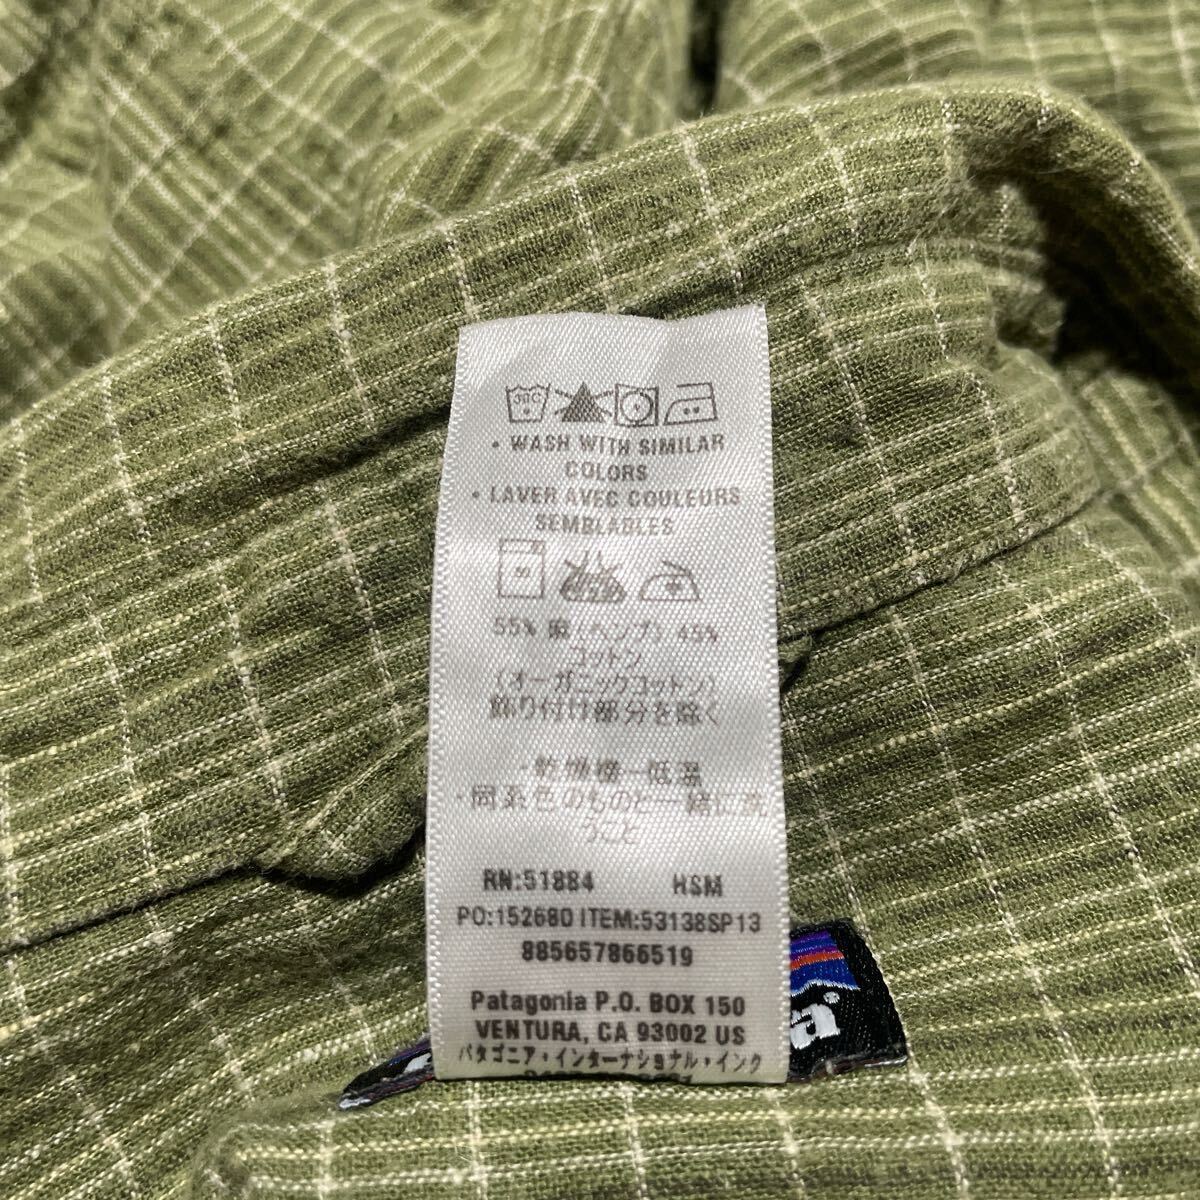 • WASH WITH SIMILAR
COLORS
• LAVER AVEC COULEURS
SEMBLABLES
55% 麻(ヘンプ) 45%
コットン
(オーガニックコットン)
飾り付け部分を除く
・乾燥機一低温
・同系色のものと一緒に洗
うこと
RN:51884 HSM
PO:152680 ITEM:53138SP13
885657866519
Patagonia P.O. BOX 150
VENTURA, CA 93002 US
パタゴニア・インターナショナル・インク